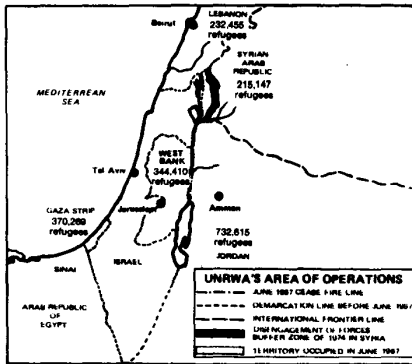 LEBANON
232,455
refugees
Beirut
SYRIAN
ARAB
REPUBLIC
215,147
refugees
MEDITERREAN
SEA
WEST
BANK
344,410
refugees
Tel Aviv
GAZA STRIP
370,269
refugees
Jerusalem
Amman
732,615
refugees
JORDAN
SINAI
ISRAEL
ARAB REPUBLIC
OF
EGYPT
UNRWA'S AREA OF OPERATIONS
JUNE 1967 CEASE FIRE LINE
DEMARCATION LINE BEFORE JUNE 1967
INTERNATIONAL FRONTIER LINE
DISENGAGEMENT OF FORCES
BUFFER ZONE OF 1974 IN SYRIA
TERRITORY OCCUPIED IN JUNE 1967